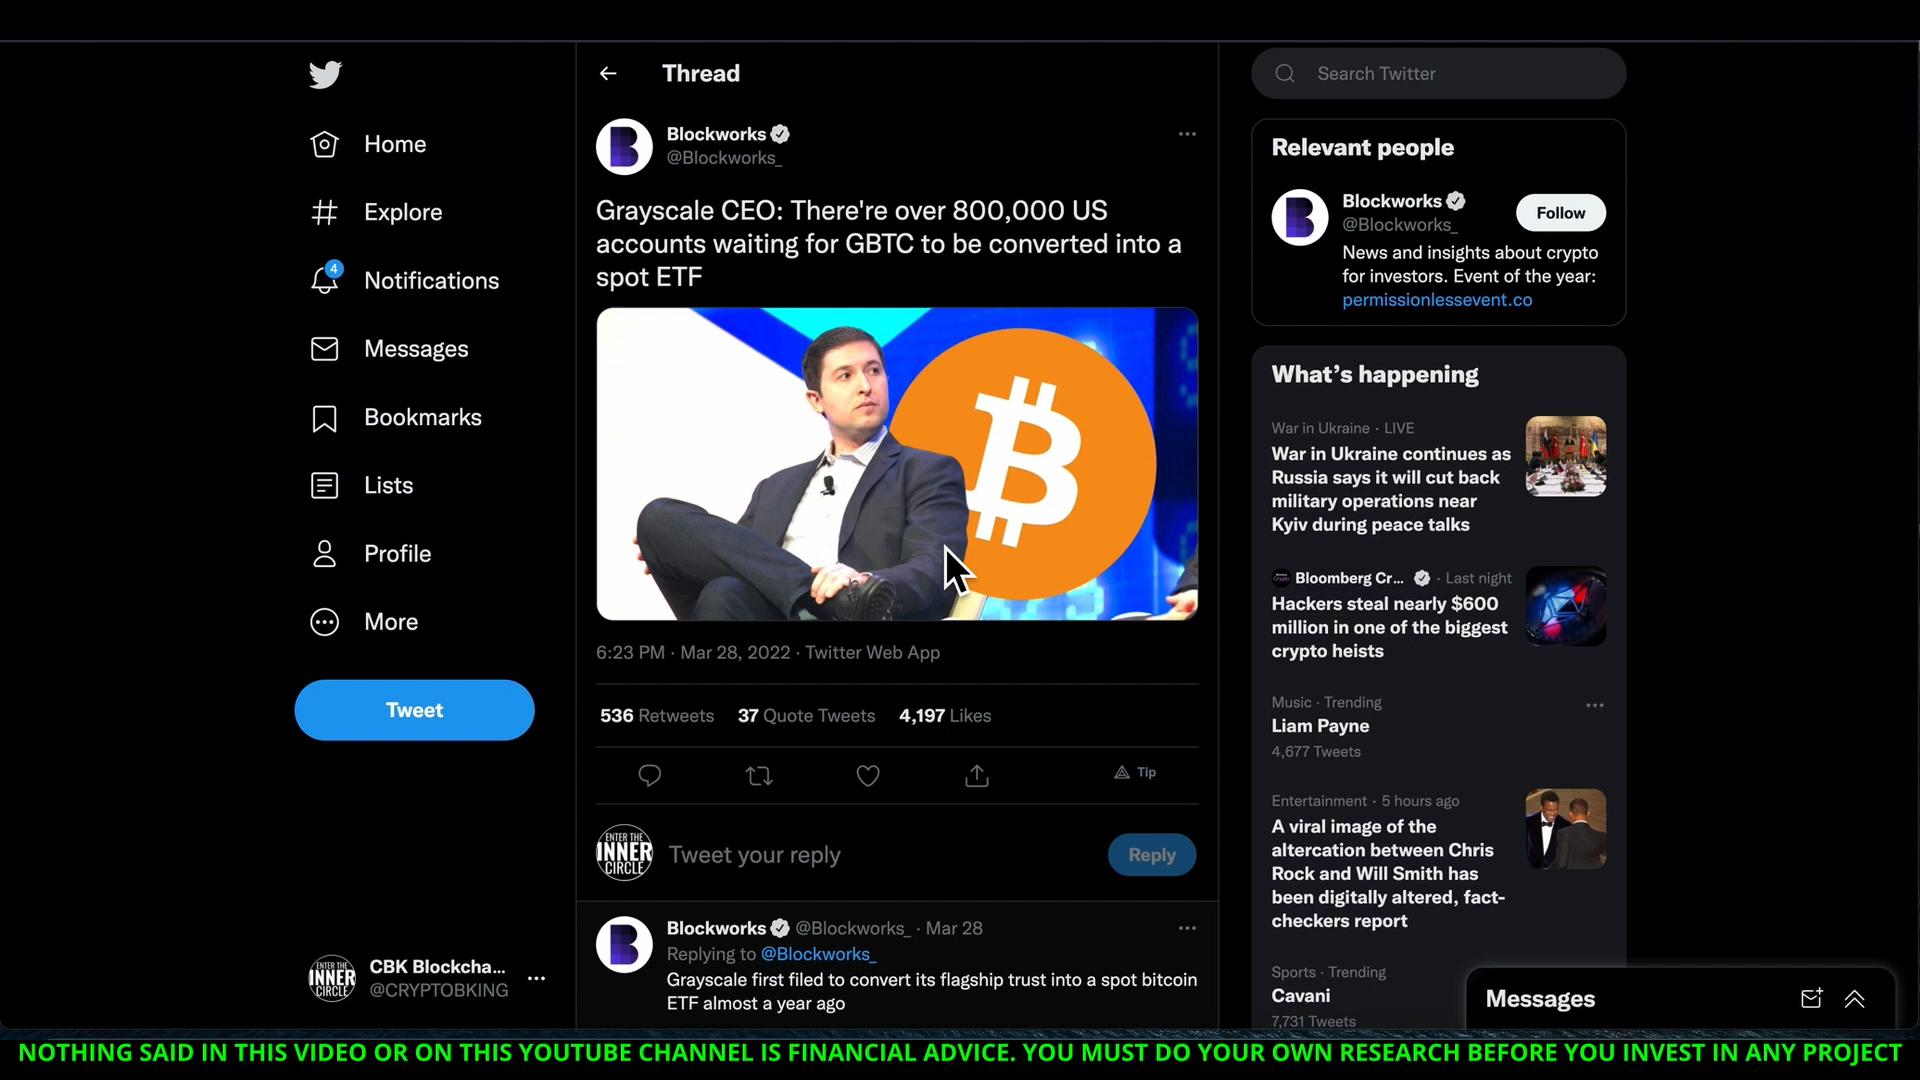 Home
Explore
4
Notifications
Messages
Bookmarks
Lists
Profile
More
Tweet
CBK Blockcha...
@CRYPTOBKING
Thread
Blockworks
@Blockworks_
Grayscale CEO: There're over 800,000 US
accounts waiting for GBTC to be converted into a
spot ETF
6:23 PM · Mar 28, 2022 · Twitter Web App
536 Retweets 37 Quote Tweets 4,197 Likes
Tip
ENTER THE
INNER
CIRCLE
Tweet your reply
Reply
Blockworks @Blockworks_ · Mar 28
Replying to @Blockworks_
Grayscale first filed to convert its flagship trust into a spot bitcoin
ETF almost a year ago
Search Twitter
Relevant people
Blockworks
@Blockworks_
Follow
News and insights about crypto
for investors. Event of the year:
permissionlessevent.co
What's happening
War in Ukraine · LIVE
War in Ukraine continues as
Russia says it will cut back
military operations near
Kyiv during peace talks
Bloomberg Cr... · Last night
Hackers steal nearly $600
million in one of the biggest
crypto heists
Music · Trending
Liam Payne
4,677 Tweets
Entertainment · 5 hours ago
A viral image of the
altercation between Chris
Rock and Will Smith has
been digitally altered, fact-
checkers report
Sports · Trending
Cavani
7,731 Tweets
Messages
ENTER THE
INNER
CIRCLE
NOTHING SAID IN THIS VIDEO OR ON THIS YOUTUBE CHANNEL IS FINANCIAL ADVICE. YOU MUST DO YOUR OWN RESEARCH BEFORE YOU INVEST IN ANY PROJECT